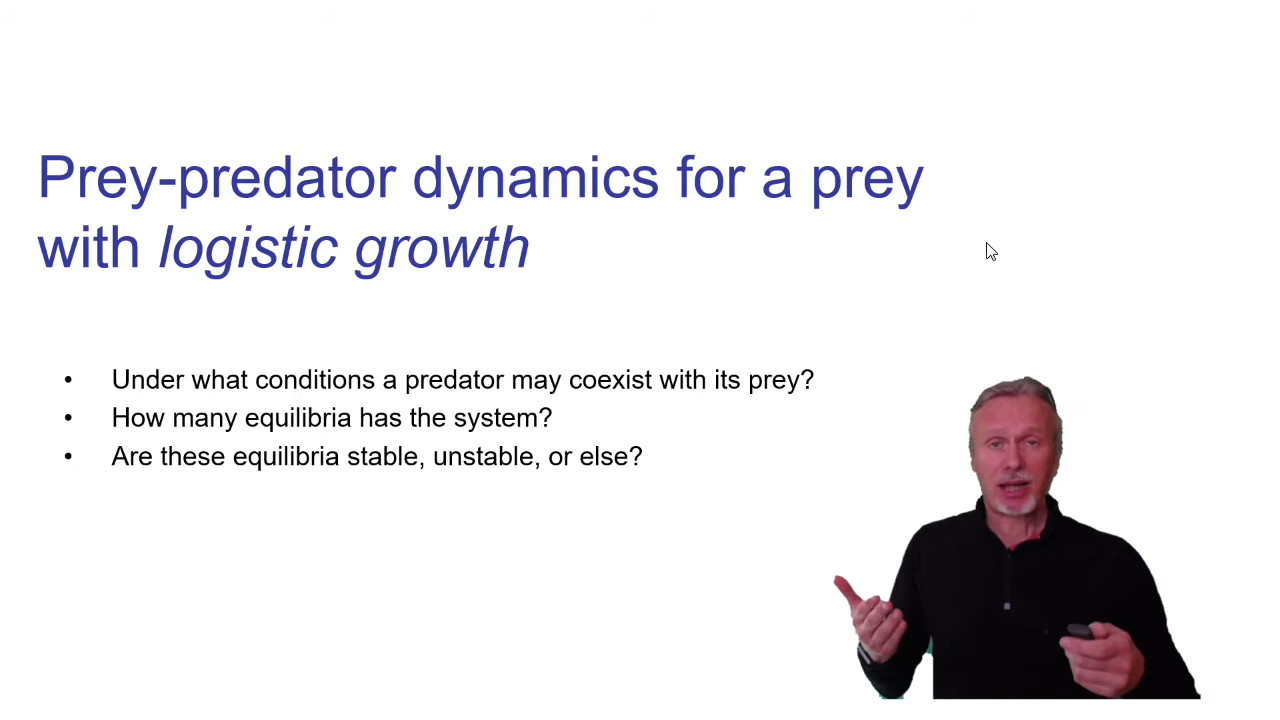 Prey-predator dynamics for a prey
with logistic growth
• Under what conditions a predator may coexist with its prey?
• How many equilibria has the system?
• Are these equilibria stable, unstable, or else?